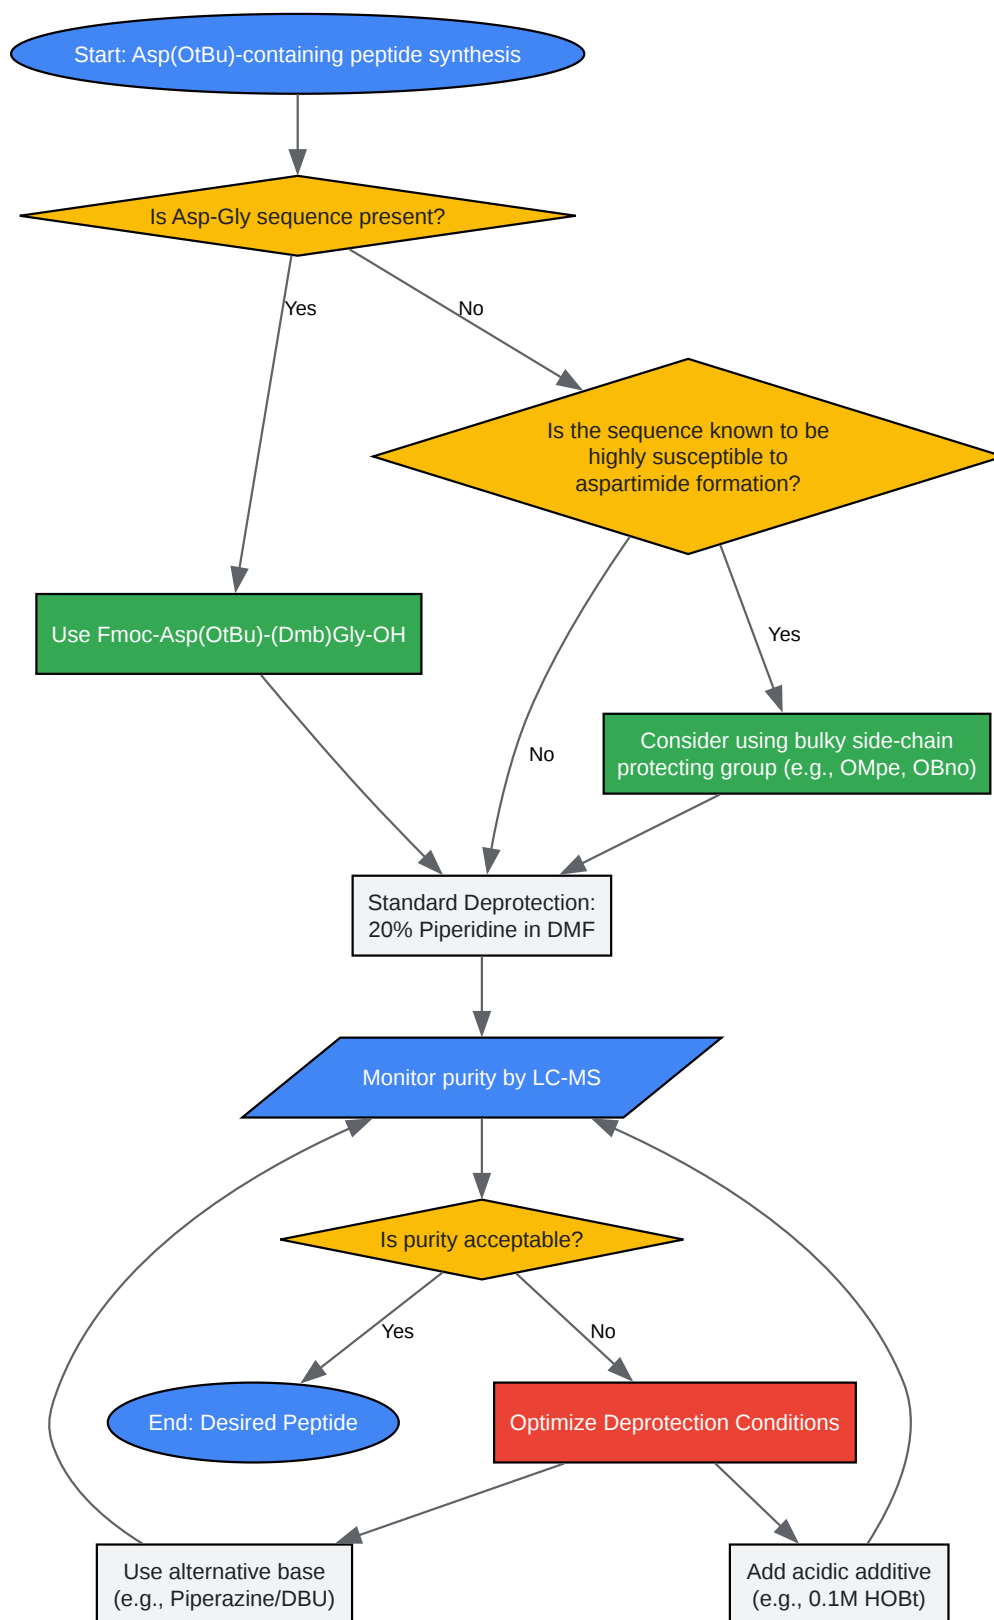 Start: Asp(OtBu)-containing peptide synthesis
Is Asp-Gly sequence present?
Yes
No
Is the sequence known to be
highly susceptible to
aspartimide formation?
Use Fmoc-Asp(OtBu)-(Dmb)Gly-OH
Yes
No
Consider using bulky side-chain
protecting group (e.g., OMpe, OBno)
Standard Deprotection:
20% Piperidine in DMF
Monitor purity by LC-MS
Is purity acceptable?
Yes
No
End: Desired Peptide
Optimize Deprotection Conditions
Use alternative base
(e.g., Piperazine/DBU)
Add acidic additive
(e.g., 0.1M HOBt)